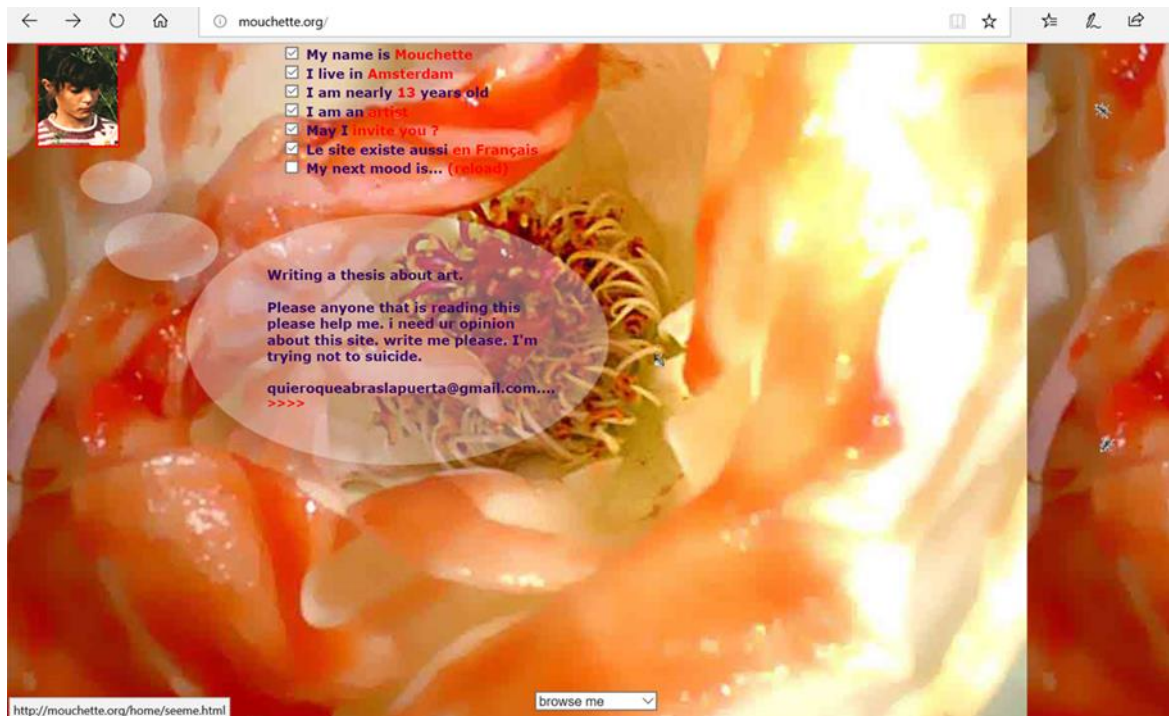 mouchette.org/
My name is Mouchette
I live in Amsterdam
I am nearly 13 years old
I am an artist
May I invite you ?
Le site existe aussi en Français
My next mood is... (reload)
Writing a thesis about art.
Please anyone that is reading this
please help me. i need ur opinion
about this site. write me please. I'm
trying not to suicide.
quieroqueabraslapuerta@gmail.com....
>>>>
browse me
http://mouchette.org/home/seeme.html